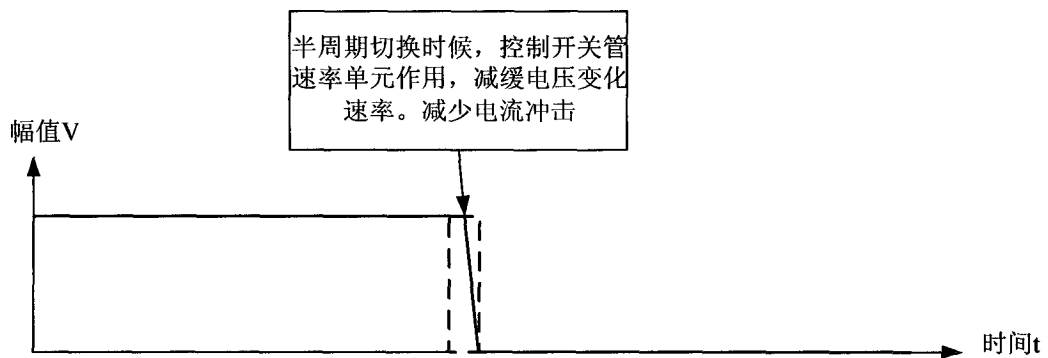 半周期切换时候，控制开关管
速率单元作用，减缓电压变化
速率。减少电流冲击
幅值V
时间t